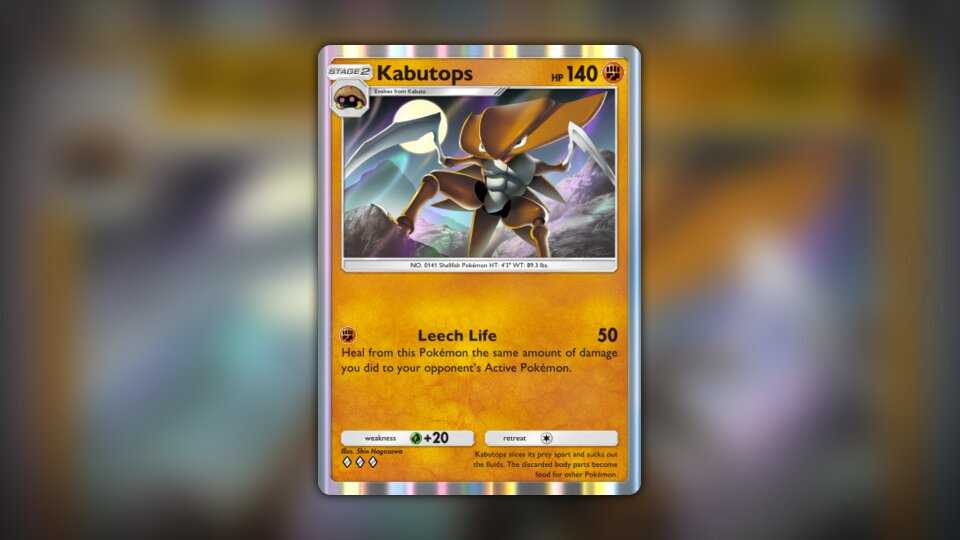 STAGE 2 Kabutops HP 140
Evolves from Kabuto
NO. 0141 Shellfish Pokémon HT: 4'3" WT: 89.3 lbs.
Leech Life 50
Heal from this Pokémon the same amount of damage
you did to your opponent's Active Pokémon.
weakness +20 retreat
Illus. Shin Nagasawa
Kabutops slices its prey apart and sucks out
the fluids. The discarded body parts become
food for other Pokémon.